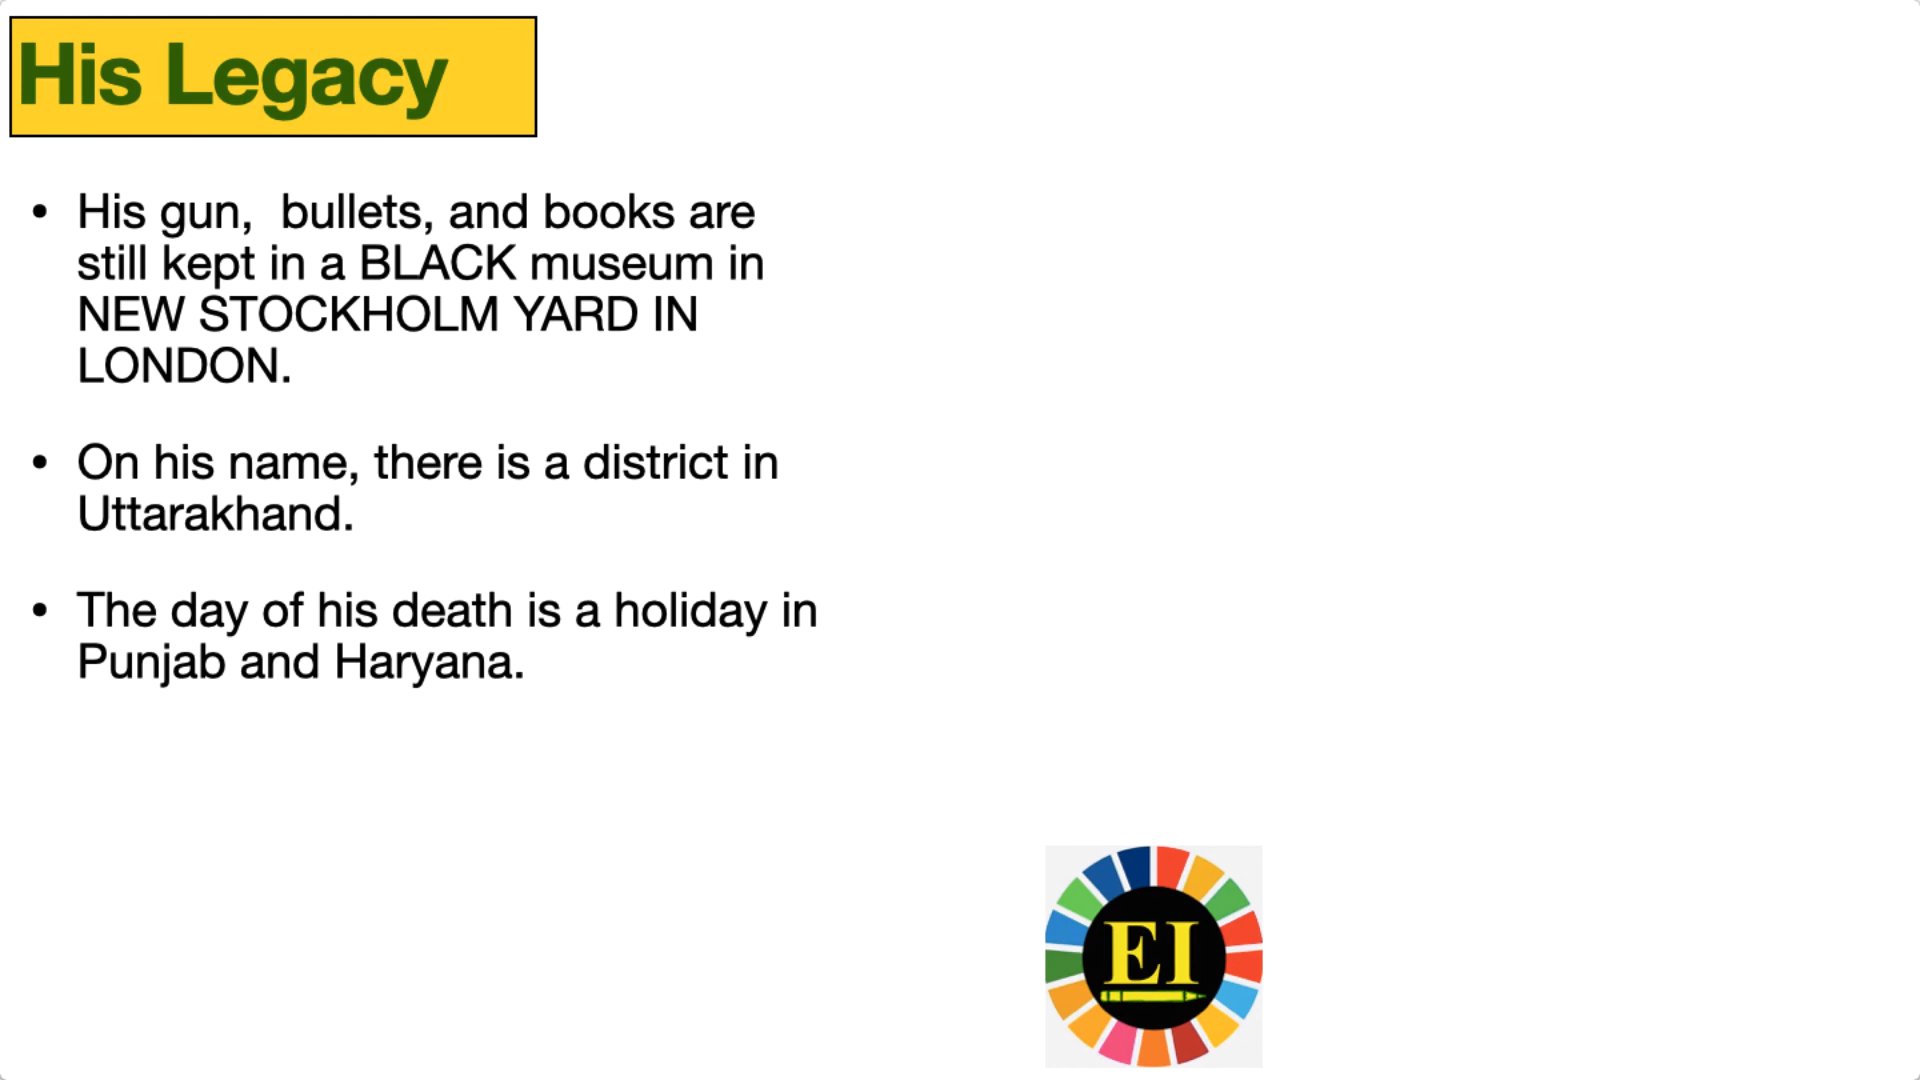 His Legacy
• His gun,  bullets, and books are
still kept in a BLACK museum in
NEW STOCKHOLM YARD IN
LONDON.
• On his name, there is a district in
Uttarakhand.
• The day of his death is a holiday in
Punjab and Haryana.
EI